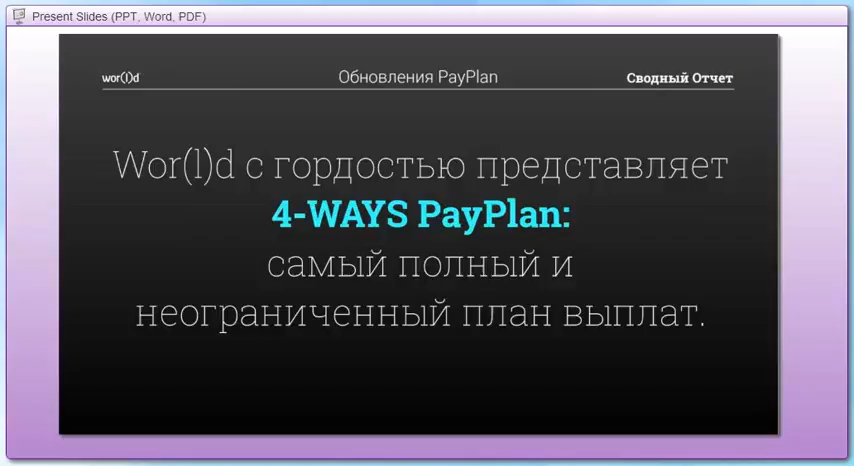 Present Slides (PPT, Word, PDF)
wor(l)d Обновления PayPlan Сводный Отчет
Wor(l)d с гордостью представляет
4-WAYS PayPlan:
самый полный и
неограниченный план выплат.